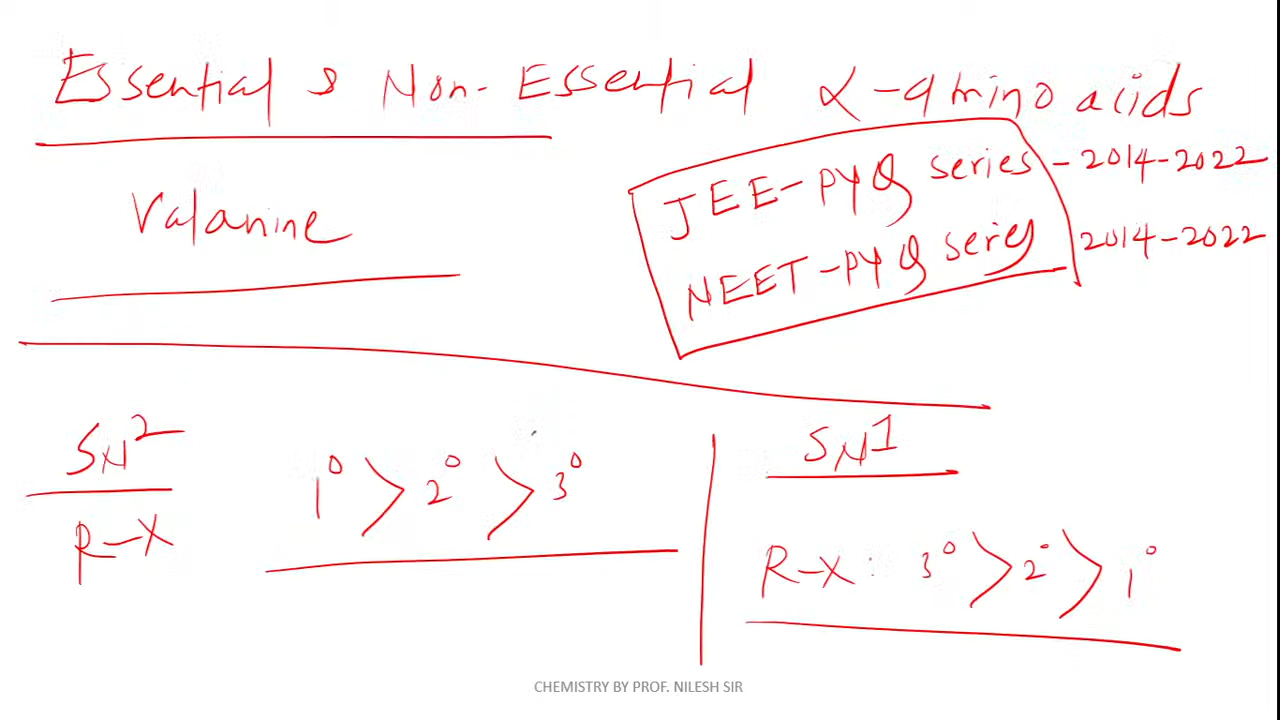 Essential & Non-Essential α-amino acids
Valanine
JEE-PYQ series - 2014-2022
NEET-PYQ series 2014-2022
SN2
R-X
1° > 2° > 3°
SN1
R-X : 3° > 2° > 1°
CHEMISTRY BY PROF. NILESH SIR